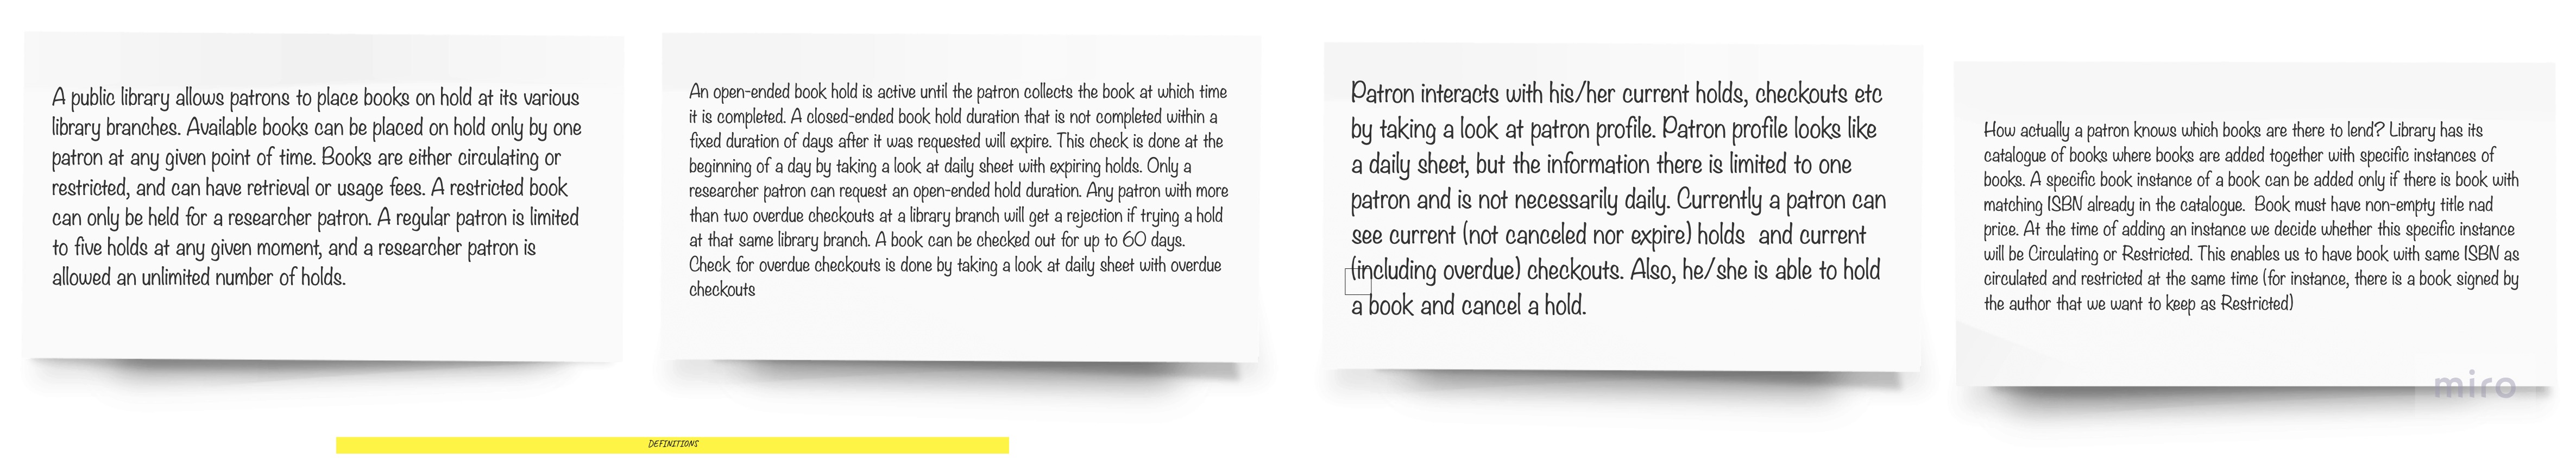 A public library allows patrons to place books on hold at its various
library branches. Available books can be placed on hold only by one
patron at any given point of time. Books are either circulating or
restricted, and can have retrieval or usage fees. A restricted book
can only be held for a researcher patron. A regular patron is limited
to five holds at any given moment, and a researcher patron is
allowed an unlimited number of holds.
An open-ended book hold is active until the patron collects the book at which time
it is completed. A closed-ended book hold duration that is not completed within a
fixed duration of days after it was requested will expire. This check is done at the
beginning of a day by taking a look at daily sheet with expiring holds. Only a
researcher patron can request an open-ended hold duration. Any patron with more
than two overdue checkouts at a library branch will get a rejection if trying a hold
at that same library branch. A book can be checked out for up to 60 days.
Check for overdue checkouts is done by taking a look at daily sheet with overdue
checkouts
Patron interacts with his/her current holds, checkouts etc
by taking a look at patron profile. Patron profile looks like
a daily sheet, but the information there is limited to one
patron and is not necessarily daily. Currently a patron can
see current (not canceled nor expire) holds and current
(including overdue) checkouts. Also, he/she is able to hold
a book and cancel a hold.
How actually a patron knows which books are there to lend? Library has its
catalogue of books where books are added together with specific instances of
books. A specific book instance of a book can be added only if there is book with
matching ISBN already in the catalogue. Book must have non-empty title nad
price. At the time of adding an instance we decide whether this specific instance
will be Circulating or Restricted. This enables us to have book with same ISBN as
circulated and restricted at the same time (for instance, there is a book signed by
the author that we want to keep as Restricted)
miro
DEFINITIONS